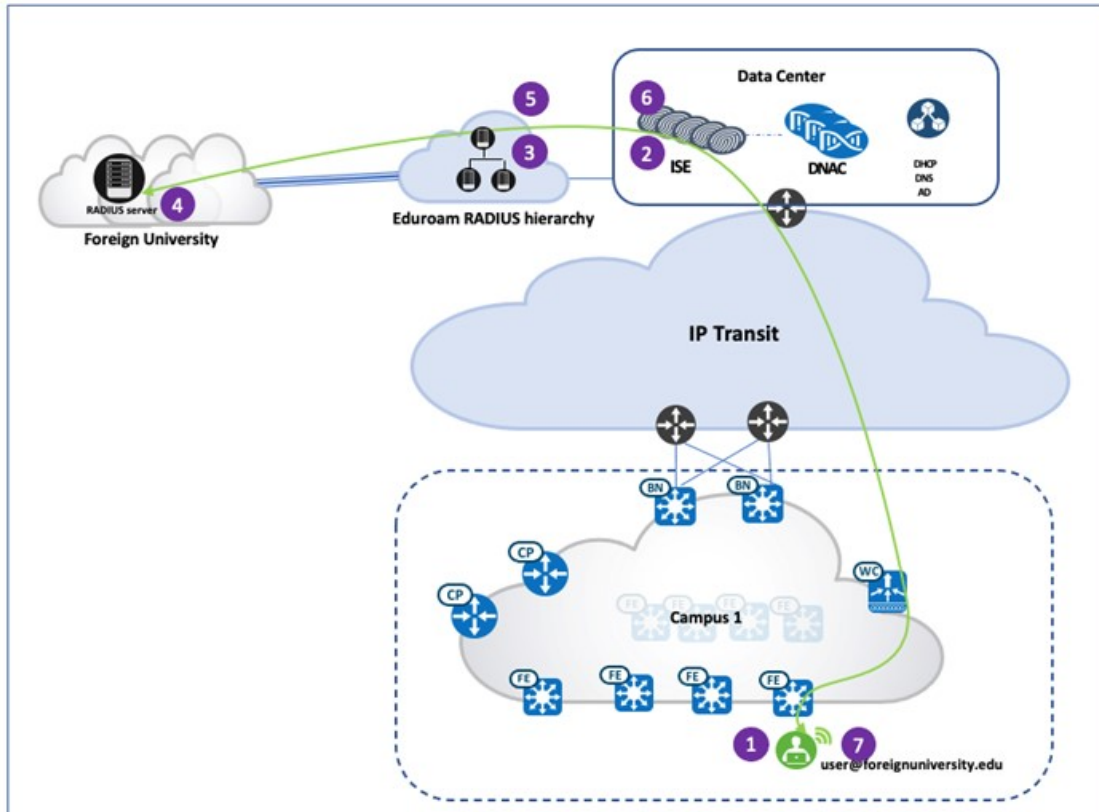 Data Center
5
6
3
2
ISE
DNAC
DHCP
DNS
AD
RADIUS server
4
Foreign University
Eduroam RADIUS hierarchy
IP Transit
BN
BN
CP
CP
WC
FE
FE
FE
FE
Campus 1
FE
FE
FE
FE
1
7
user@foreignuniversity.edu